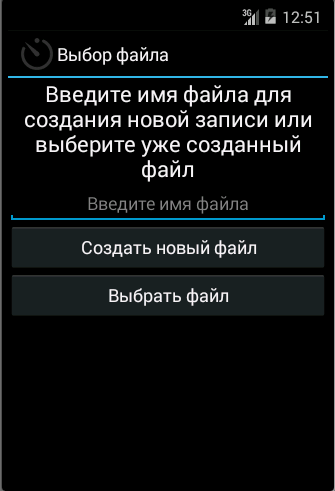 3G 12:51
Выбор файла
Введите имя файла для
создания новой записи или
выберите уже созданный
файл
Введите имя файла
Создать новый файл
Выбрать файл